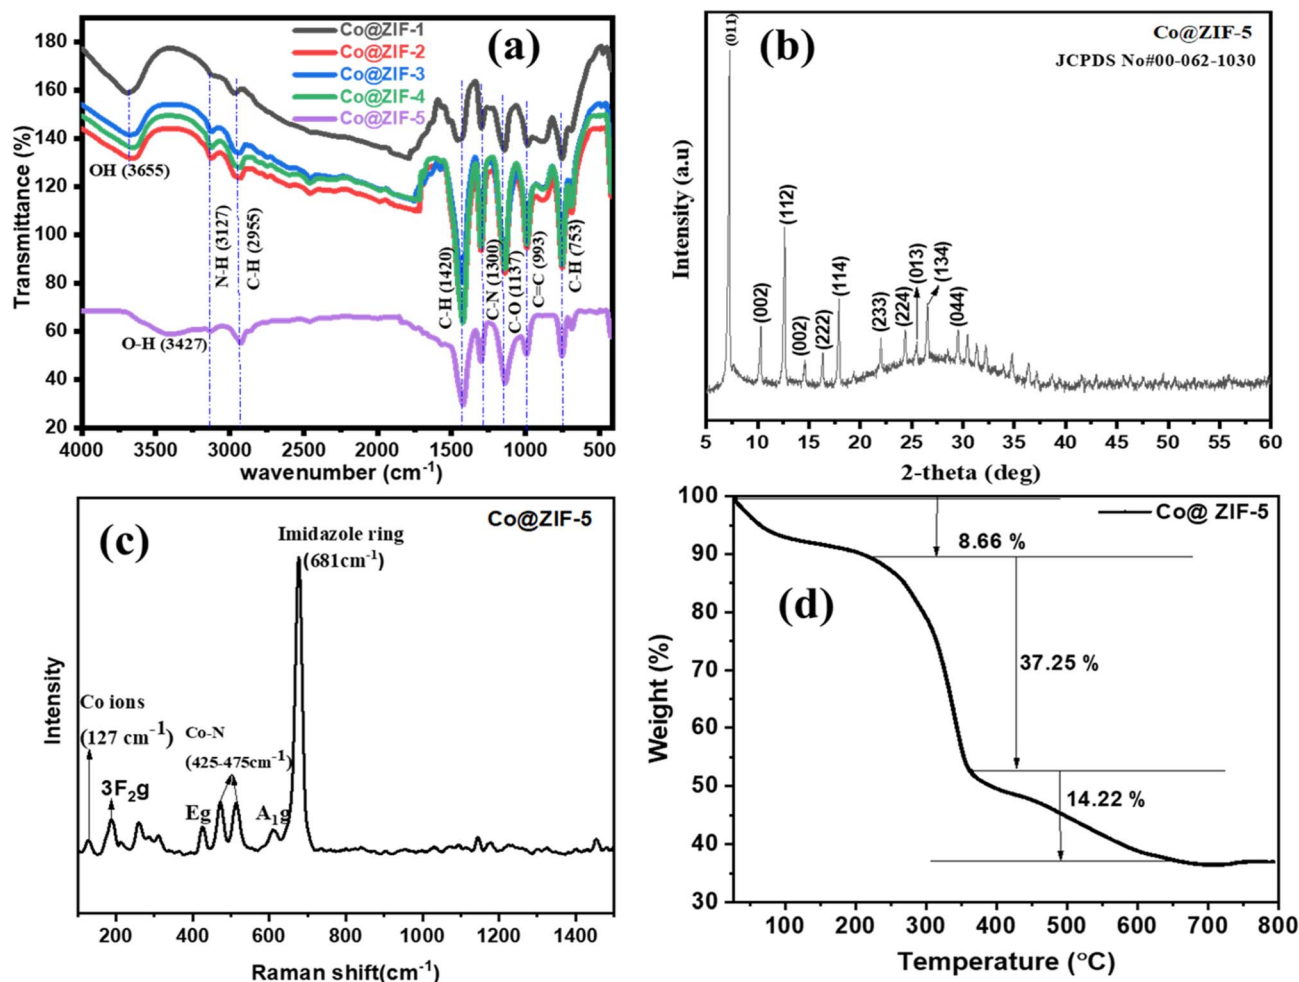 (a)
Co@ZIF-1
Co@ZIF-2
Co@ZIF-3
Co@ZIF-4
Co@ZIF-5
180
160
140
120
100
80
60
40
20
Transmittance (%)
OH (3655)
N-H (3127)
C-H (2955)
O-H (3427)
C-H (1420)
C-N (1300)
C-O (1137)
C=C (993)
C-H (753)
4000 3500 3000 2500 2000 1500 1000 500
wavenumber (cm-1)
(b)
Co@ZIF-5
JCPDS No#00-062-1030
Intensity (a.u)
(011)
(002)
(112)
(002)
(222)
(114)
(233)
(224)
(013)
(134)
(044)
5 10 15 20 25 30 35 40 45 50 55 60
2-theta (deg)
(c)
Co@ZIF-5
Imidazole ring
(681cm-1)
Intensity
Co ions
(127 cm-1)
3F2g
Co-N
(425-475cm-1)
Eg
A1g
200 400 600 800 1000 1200 1400
Raman shift(cm-1)
(d)
Co@ ZIF-5
100
90
80
70
60
50
40
30
Weight (%)
8.66 %
37.25 %
14.22 %
100 200 300 400 500 600 700 800
Temperature (°C)